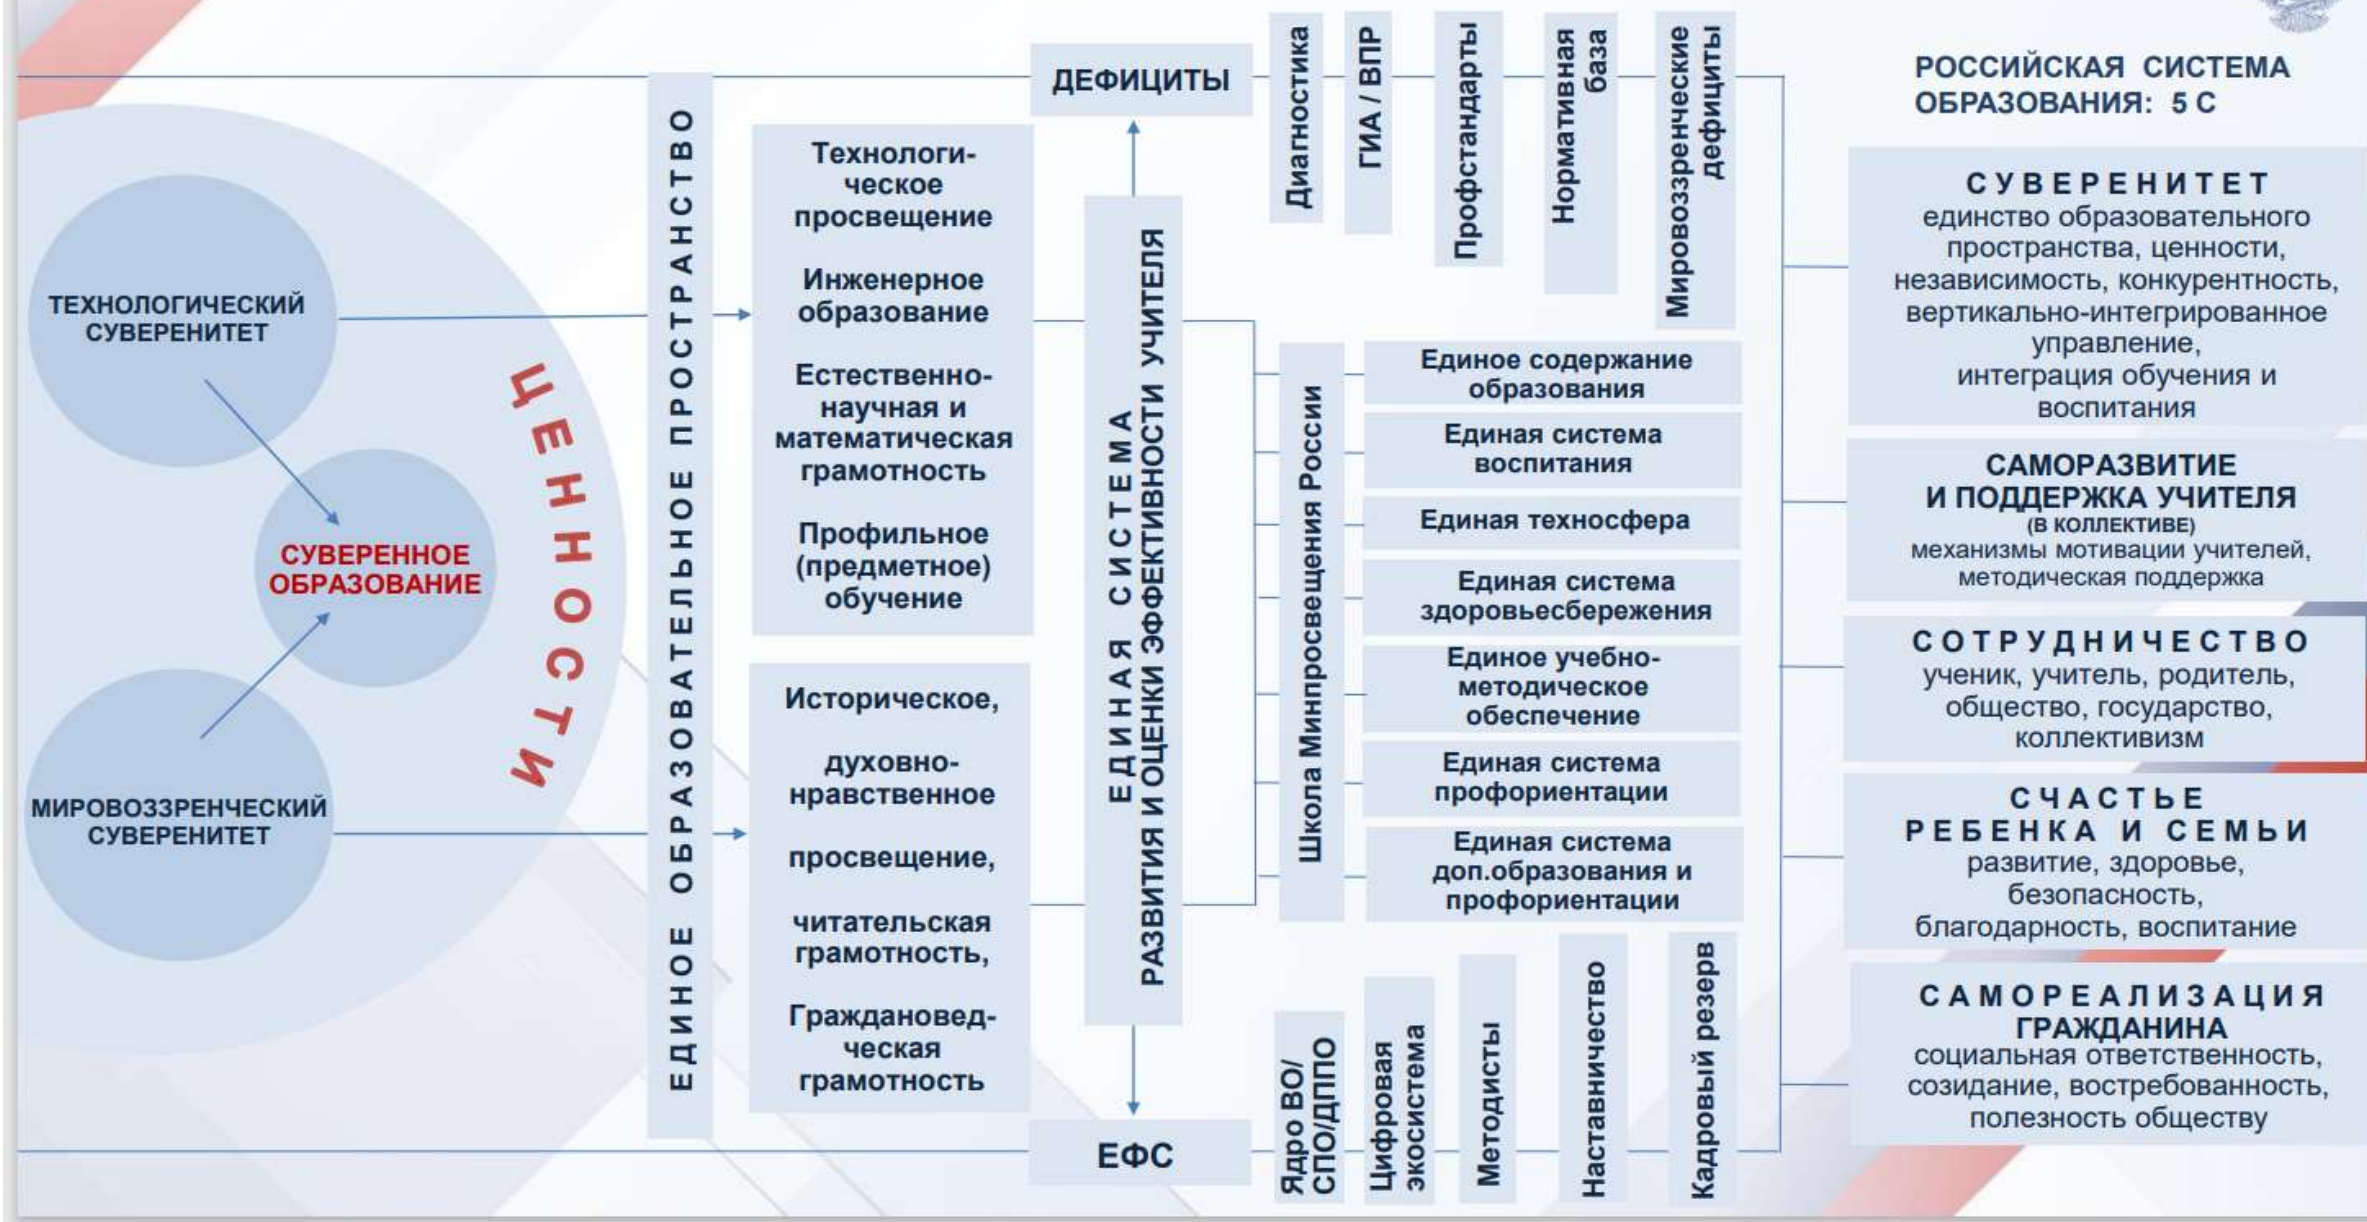 ТЕХНОЛОГИЧЕСКИЙ
СУВЕРЕНИТЕТ
СУВЕРЕННОЕ
ОБРАЗОВАНИЕ
МИРОВОЗЗРЕНЧЕСКИЙ
СУВЕРЕНИТЕТ
ЦЕННОСТИ
ЕДИНОЕ ОБРАЗОВАТЕЛЬНОЕ ПРОСТРАНСТВО
Технологи-
ческое
просвещение
Инженерное
образование
Естественно-
научная и
математическая
грамотность
Профильное
(предметное)
обучение
Историческое,
духовно-
нравственное
просвещение,
читательская
грамотность,
Граждановед-
ческая
грамотность
ДЕФИЦИТЫ
ЕДИНАЯ СИСТЕМА
РАЗВИТИЯ И ОЦЕНКИ ЭФФЕКТИВНОСТИ УЧИТЕЛЯ
ЕФС
Диагностика
ГИА / ВПР
Профстандарты
Нормативная
база
Мировоззренческие
дефициты
Школа Минпросвещения России
Единое содержание
образования
Единая система
воспитания
Единая техносфера
Единая система
здоровьесбережения
Единое учебно-
методическое
обеспечение
Единая система
профориентации
Единая система
доп.образования и
профориентации
Ядро ВО/
СПО/ДППО
Цифровая
экосистема
Методисты
Наставничество
Кадровый резерв
РОССИЙСКАЯ СИСТЕМА
ОБРАЗОВАНИЯ: 5 С
СУВЕРЕНИТЕТ
единство образовательного
пространства, ценности,
независимость, конкурентность,
вертикально-интегрированное
управление,
интеграция обучения и
воспитания
САМОРАЗВИТИЕ
И ПОДДЕРЖКА УЧИТЕЛЯ
(В КОЛЛЕКТИВЕ)
механизмы мотивации учителей,
методическая поддержка
СОТРУДНИЧЕСТВО
ученик, учитель, родитель,
общество, государство,
коллективизм
СЧАСТЬЕ
РЕБЕНКА И СЕМЬИ
развитие, здоровье,
безопасность,
благодарность, воспитание
САМОРЕАЛИЗАЦИЯ
ГРАЖДАНИНА
социальная ответственность,
созидание, востребованность,
полезность обществу